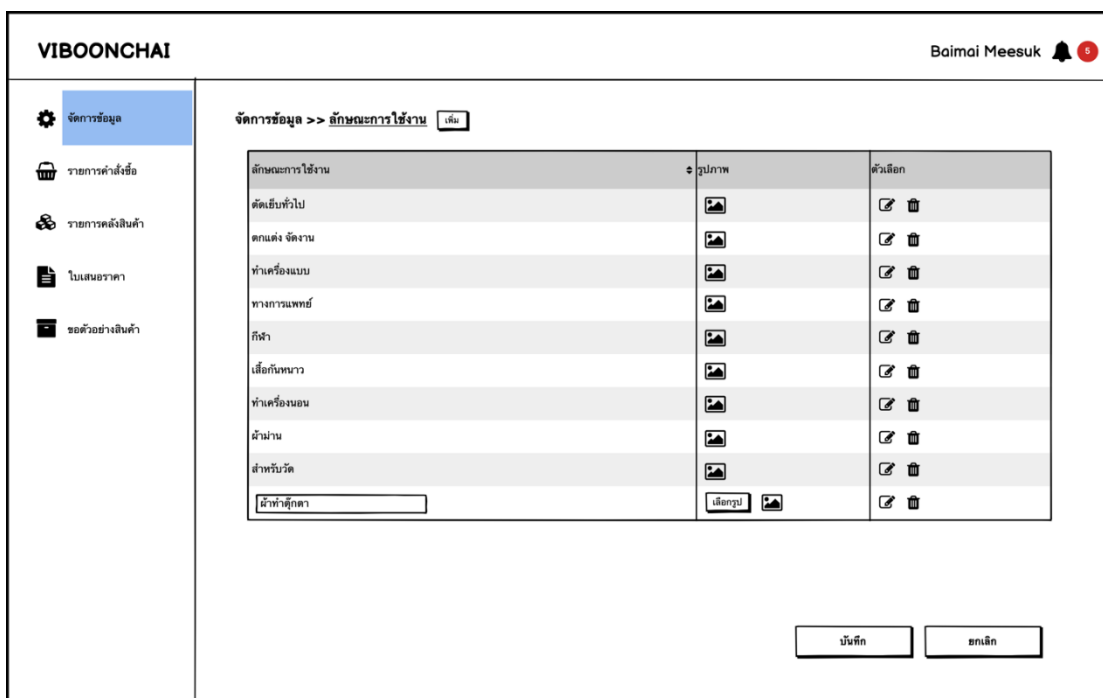 VIBOONCHAI
Baimai Meesuk 5
จัดการข้อมูล
รายการคำสั่งซื้อ
รายการคลังสินค้า
ใบเสนอราคา
ขอตัวอย่างสินค้า
จัดการข้อมูล >> ลักษณะการใช้งาน เพิ่ม
ลักษณะการใช้งาน รูปภาพ ตัวเลือก
ตัดเย็บทั่วไป
ตกแต่ง จัดงาน
ทำเครื่องแบบ
ทางการแพทย์
กีฬา
เสื้อกันหนาว
ทำเครื่องนอน
ผ้าม่าน
สำหรับวัด
ผ้าทำตุ๊กตา เลือกรูป
บันทึก ยกเลิก